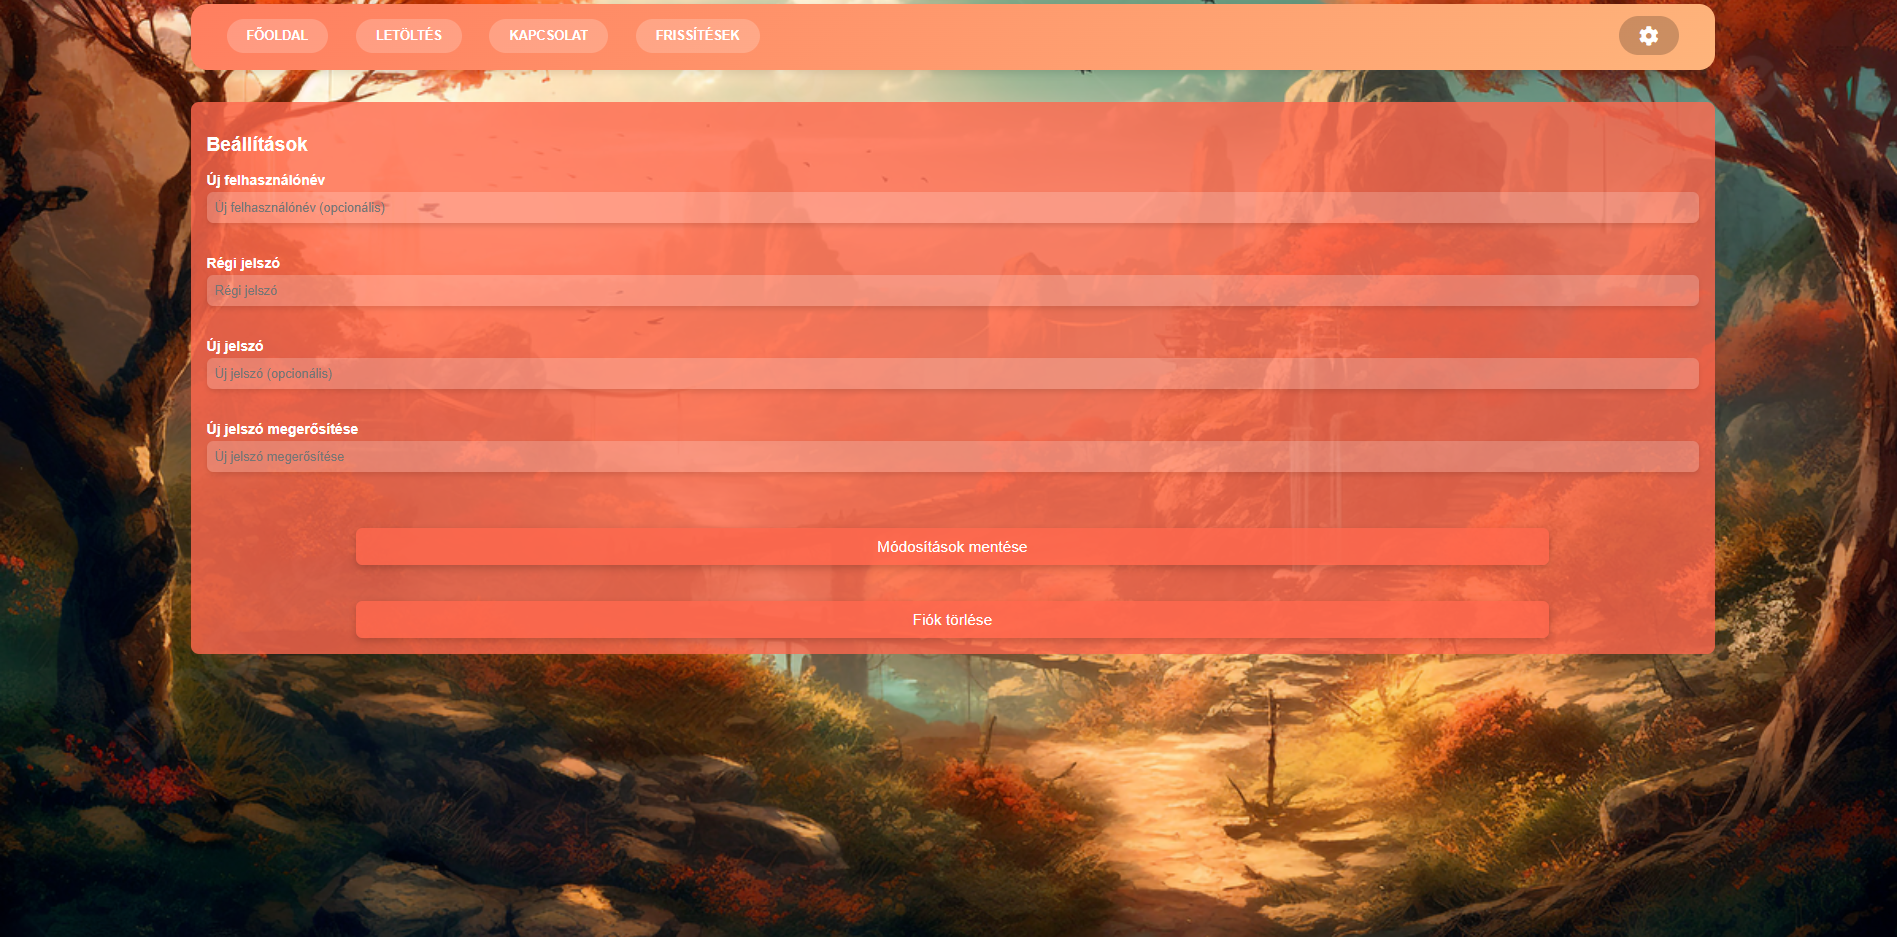 FŐOLDAL LETÖLTÉS KAPCSOLAT FRISSÍTÉSEK
Beállítások
Új felhasználónév
Új felhasználónév (opcionális)
Régi jelszó
Régi jelszó
Új jelszó
Új jelszó (opcionális)
Új jelszó megerősítése
Új jelszó megerősítése
Módosítások mentése
Fiók törlése